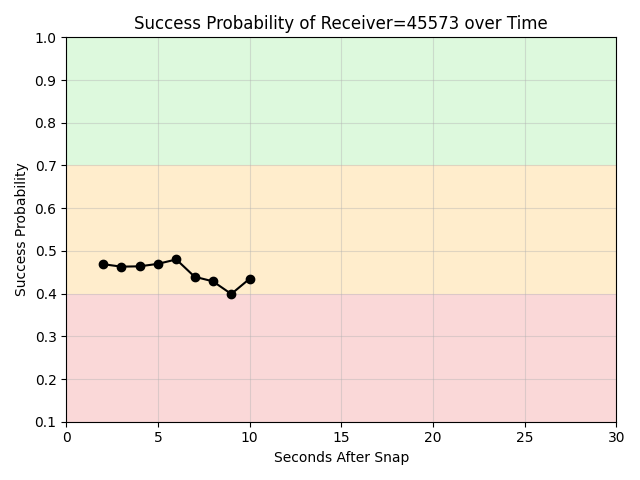 Success Probability of Receiver=45573 over Time
1.0
0.9
0.8
0.7
0.6
0.5
0.4
0.3
0.2
0.1
Success Probability
0 5 10 15 20 25 30
Seconds After Snap